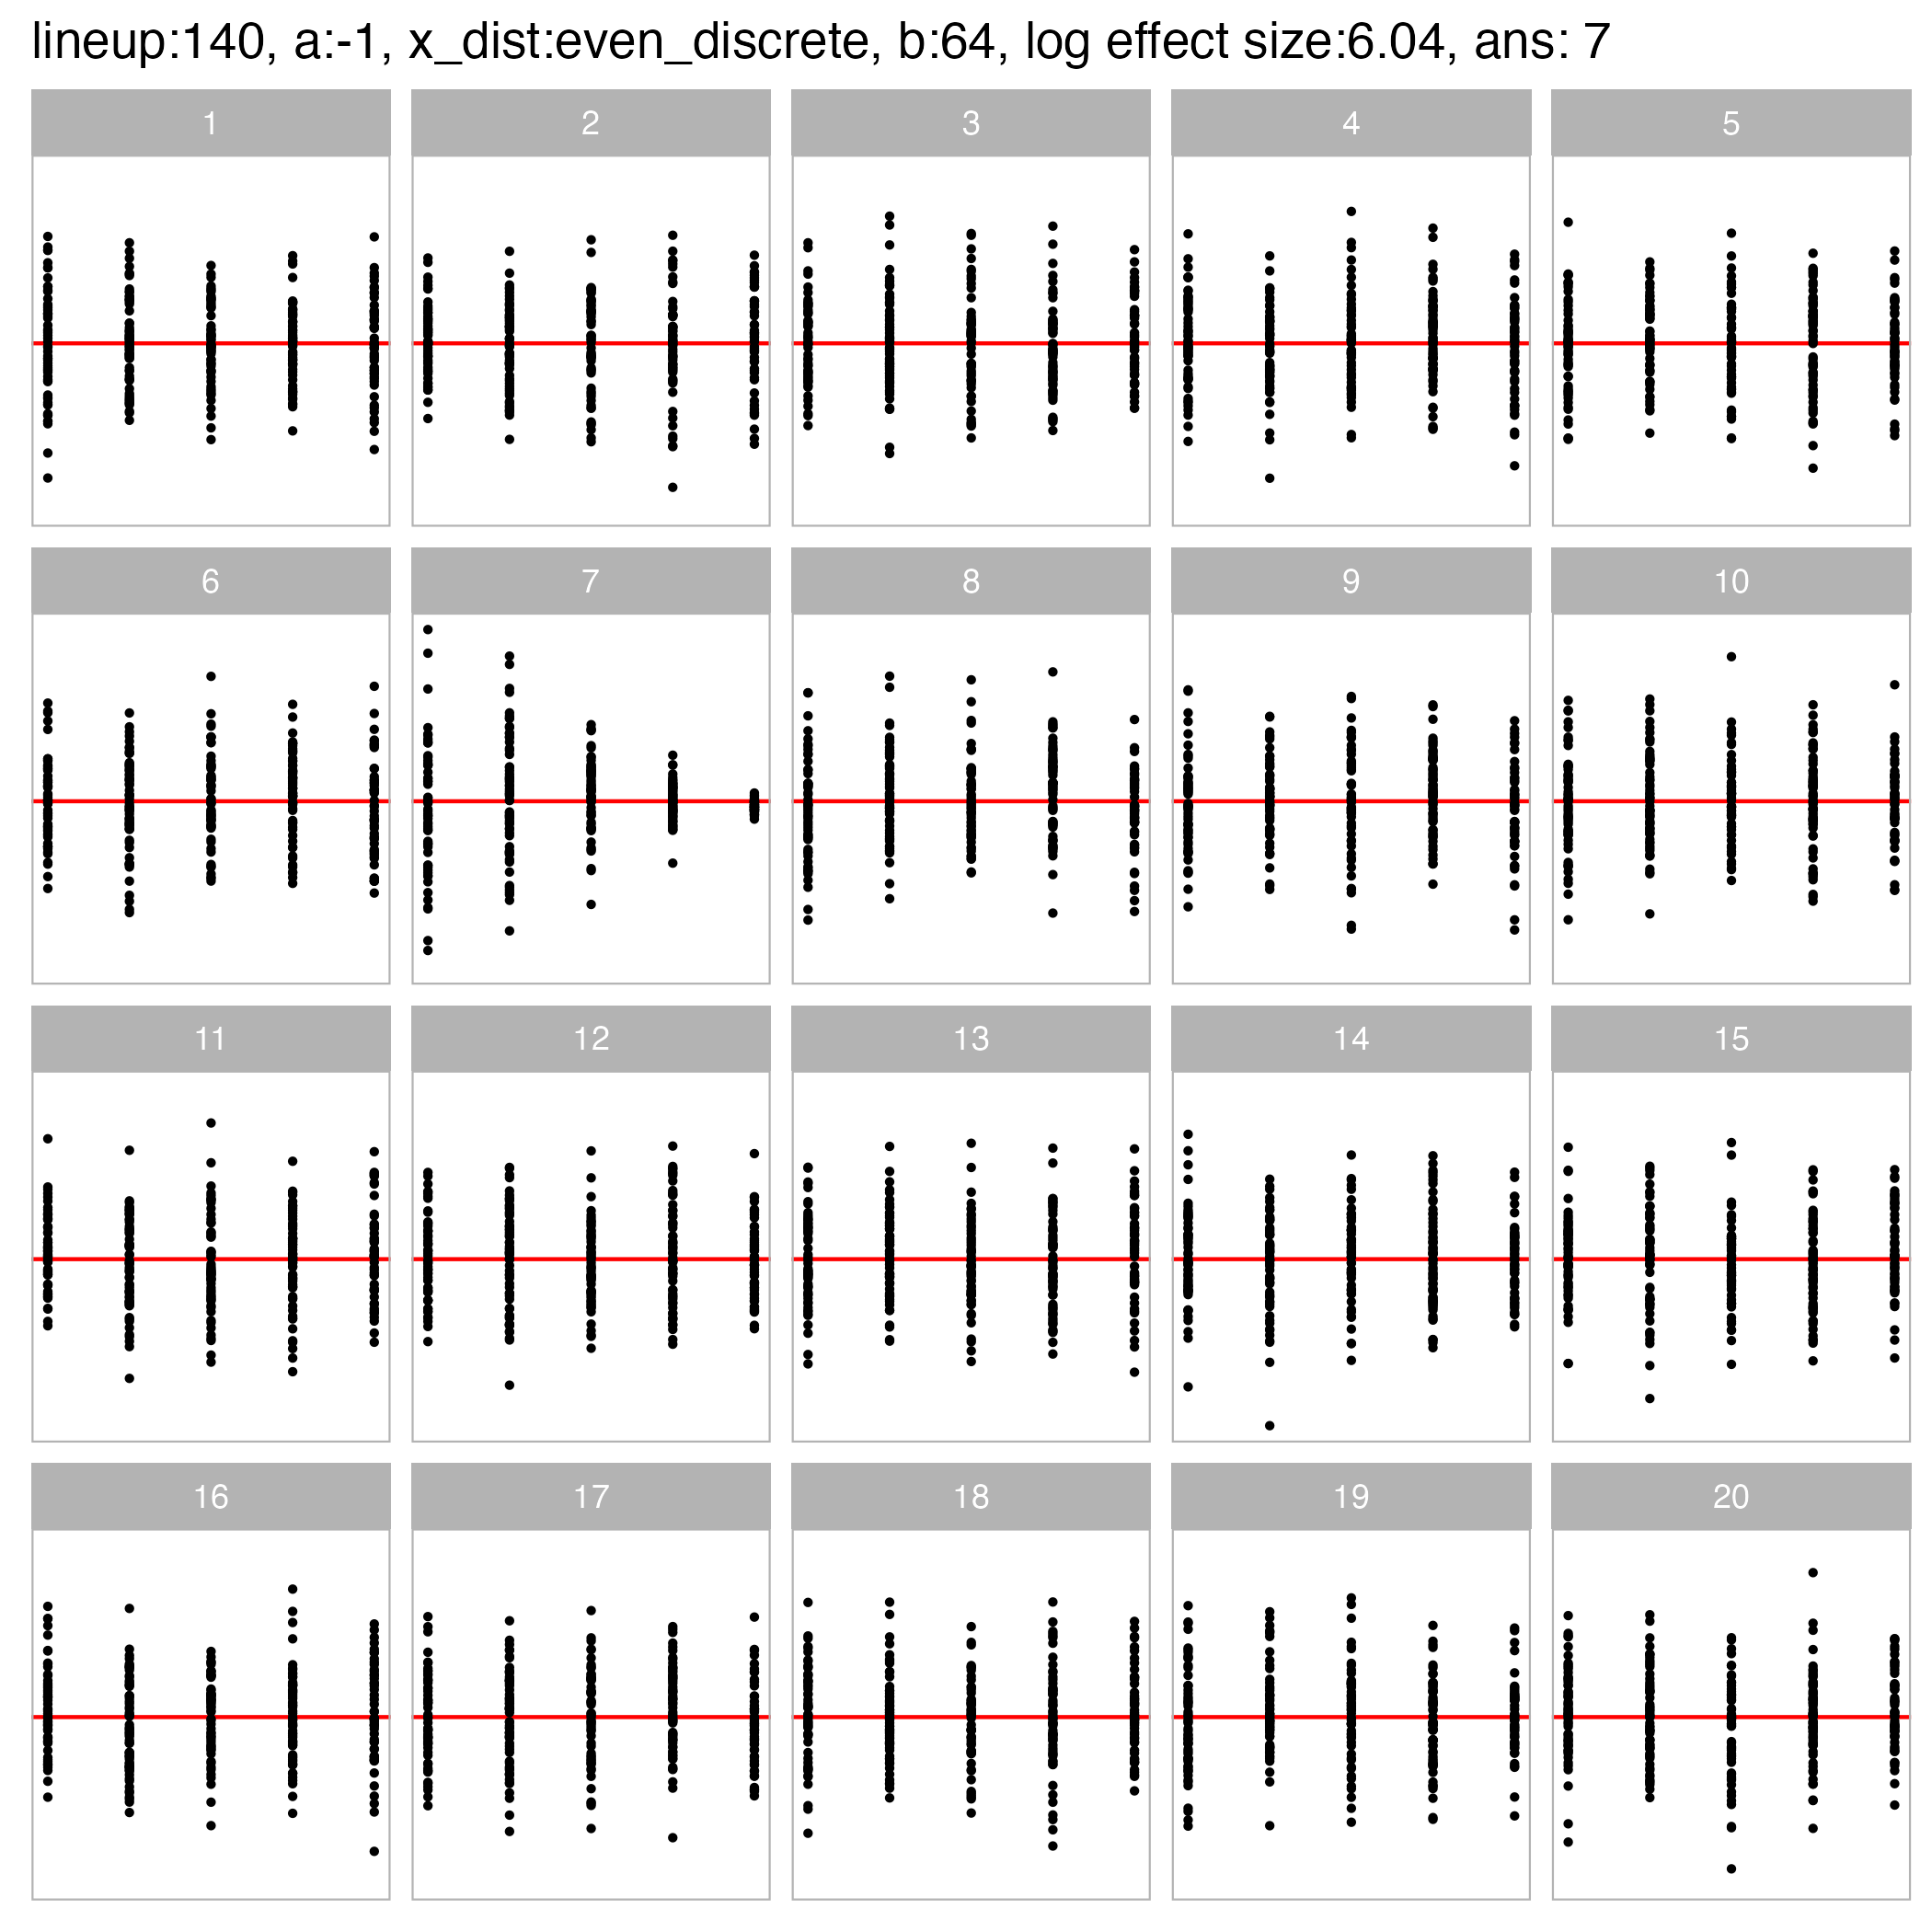 lineup:140, a:-1, x_dist:even_discrete, b:64, log effect size:6.04, ans: 7
1 2 3 4 5
6 7 8 9 10
11 12 13 14 15
16 17 18 19 20